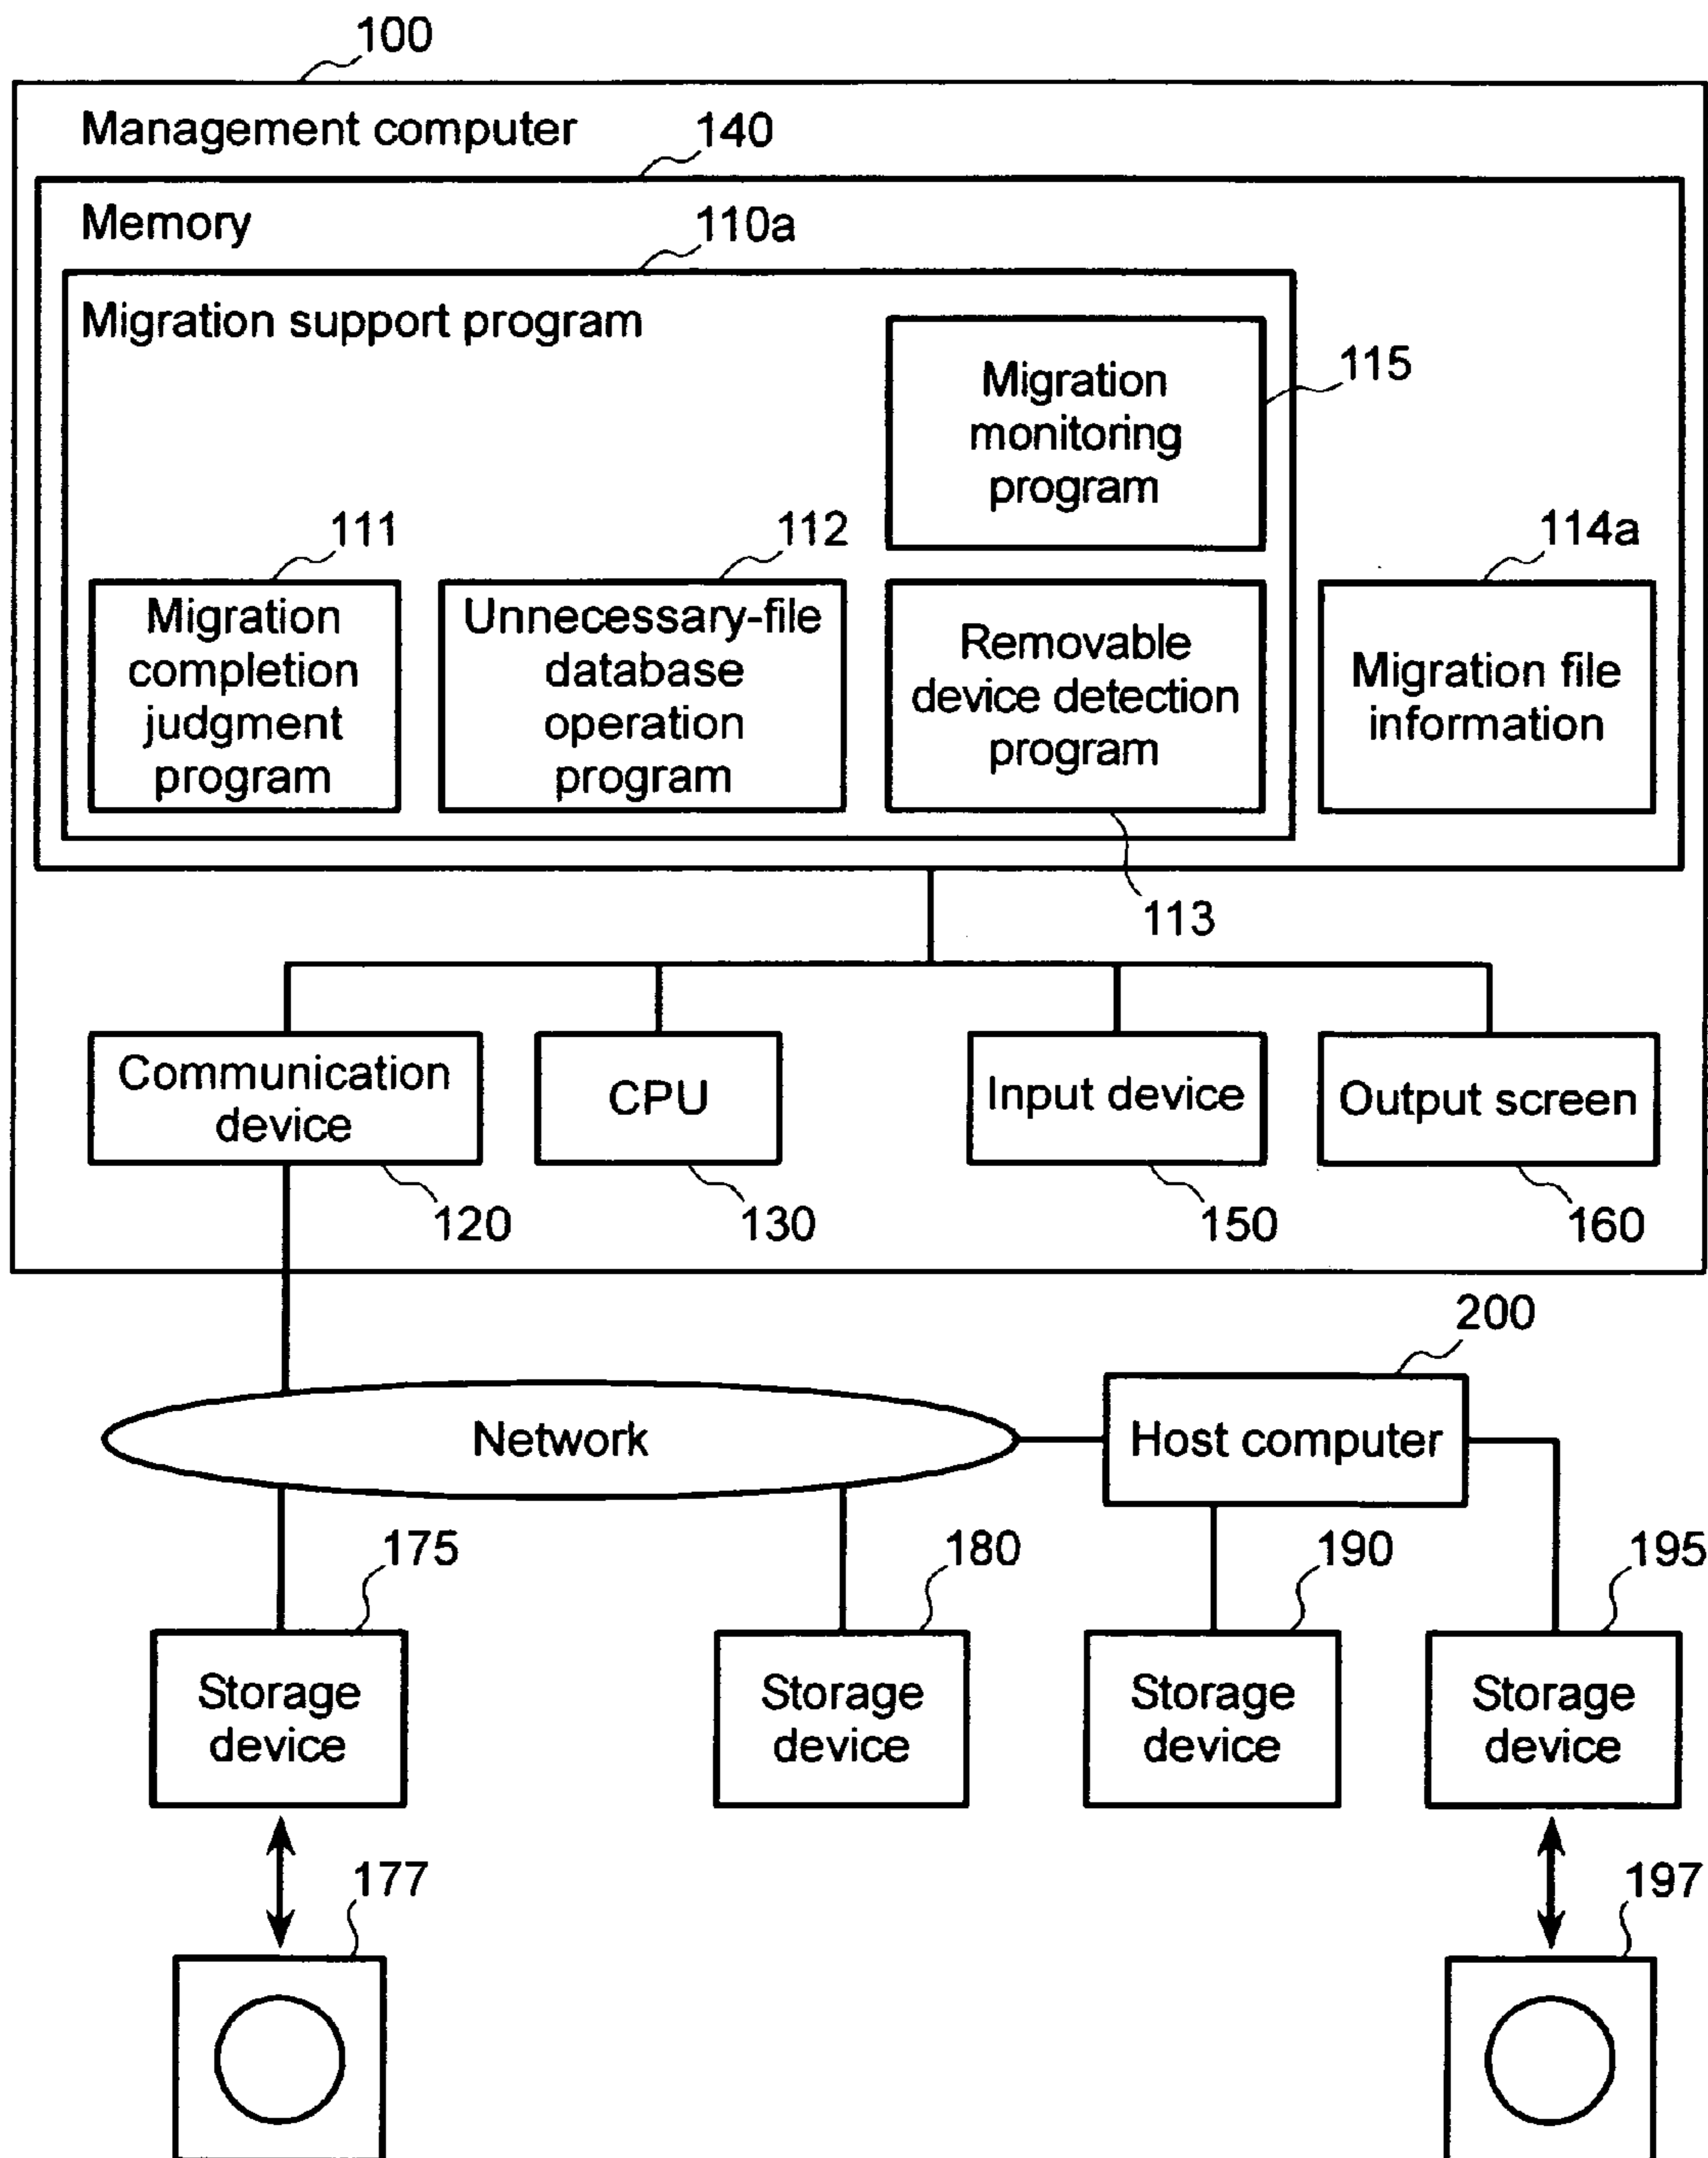 100
Management computer
140
Memory
110a
Migration support program
Migration
monitoring
program
115
111
Migration
completion
judgment
program
112
Unnecessary-file
database
operation
program
Removable
device detection
program
113
114a
Migration file
information
Communication
device
120
CPU
130
Input device
150
Output screen
160
Network
200
Host computer
175
Storage
device
180
Storage
device
190
Storage
device
195
Storage
device
177
197